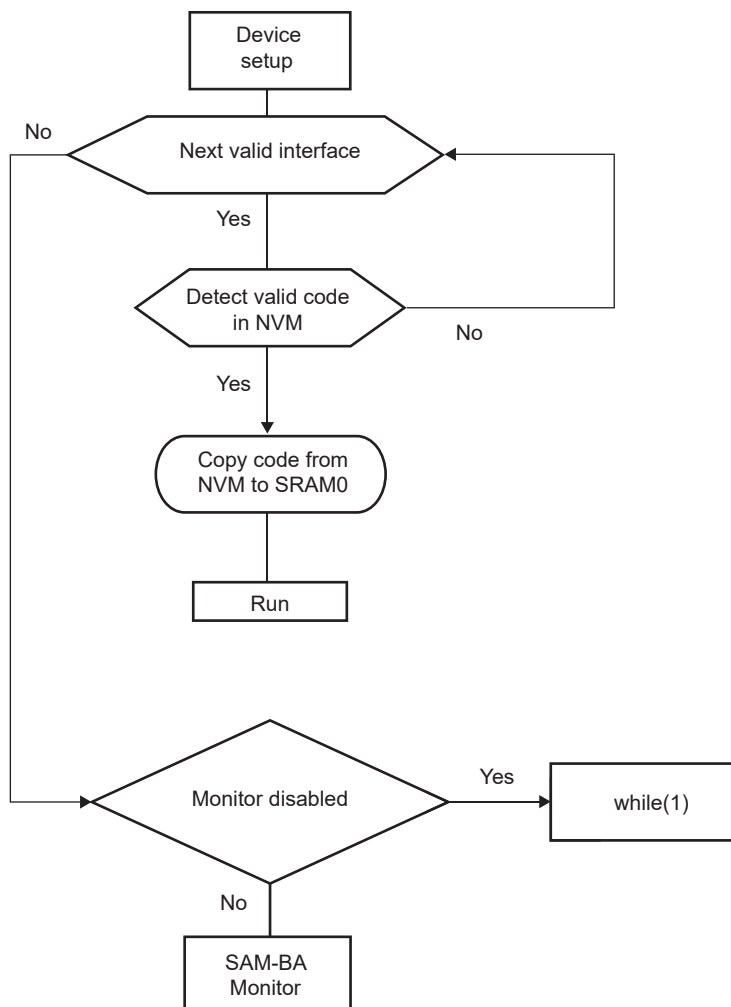 Device
setup
No
Next valid interface
Yes
Detect valid code
in NVM
No
Yes
Copy code from
NVM to SRAM0
Run
Monitor disabled
Yes
while(1)
No
SAM-BA
Monitor